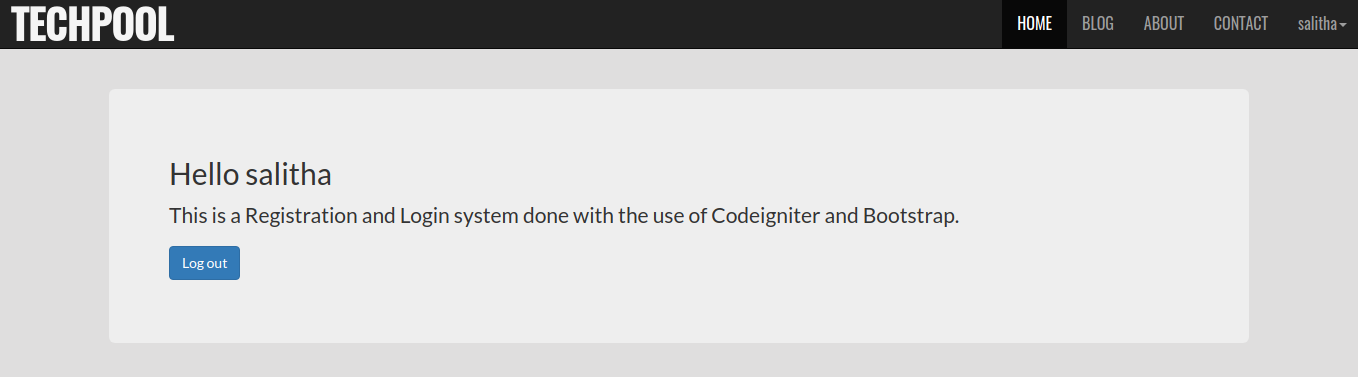 TECHPOOL
HOME BLOG ABOUT CONTACT salitha
Hello salitha
This is a Registration and Login system done with the use of Codeigniter and Bootstrap.
Log out